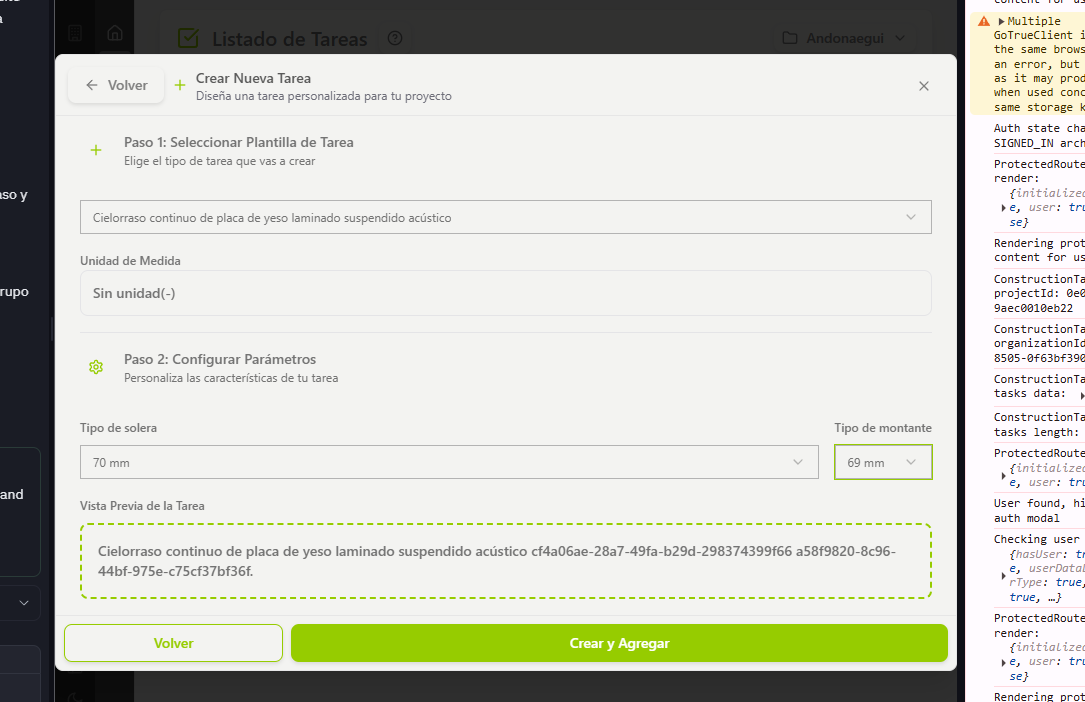 aso y
rupo
and
Listado de Tareas
Andonaegui
Volver
Crear Nueva Tarea
Diseña una tarea personalizada para tu proyecto
Paso 1: Seleccionar Plantilla de Tarea
Elige el tipo de tarea que vas a crear
Cielorraso continuo de placa de yeso laminado suspendido acústico
Unidad de Medida
Sin unidad(-)
Paso 2: Configurar Parámetros
Personaliza las características de tu tarea
Tipo de solera
Tipo de montante
70 mm
69 mm
Vista Previa de la Tarea
Cielorraso continuo de placa de yeso laminado suspendido acústico cf4a06ae-28a7-49fa-b29d-298374399f66 a58f9820-8c96-
44bf-975e-c75cf37bf36f.
Volver
Crear y Agregar
content for us
Multiple
GoTrueClient i
the same brows
an error, but
as it may prod
when used conc
same storage k
Auth state cha
SIGNED_IN arch
ProtectedRoute
render:
{initialized
e, user: tru
se}
Rendering prot
content for us
ConstructionTa
projectId: 0e0
9aec0010eb22
ConstructionTa
organizationId
8505-0f63bf390
ConstructionTa
tasks data:
ConstructionTa
tasks length:
ProtectedRoute
{initialized
e, user: tru
User found, hi
auth modal
Checking user
{hasUser: tr
e, userDataL
rType: true,
true, …}
ProtectedRoute
render:
{initialized
e, user: tru
se}
Rendering prot